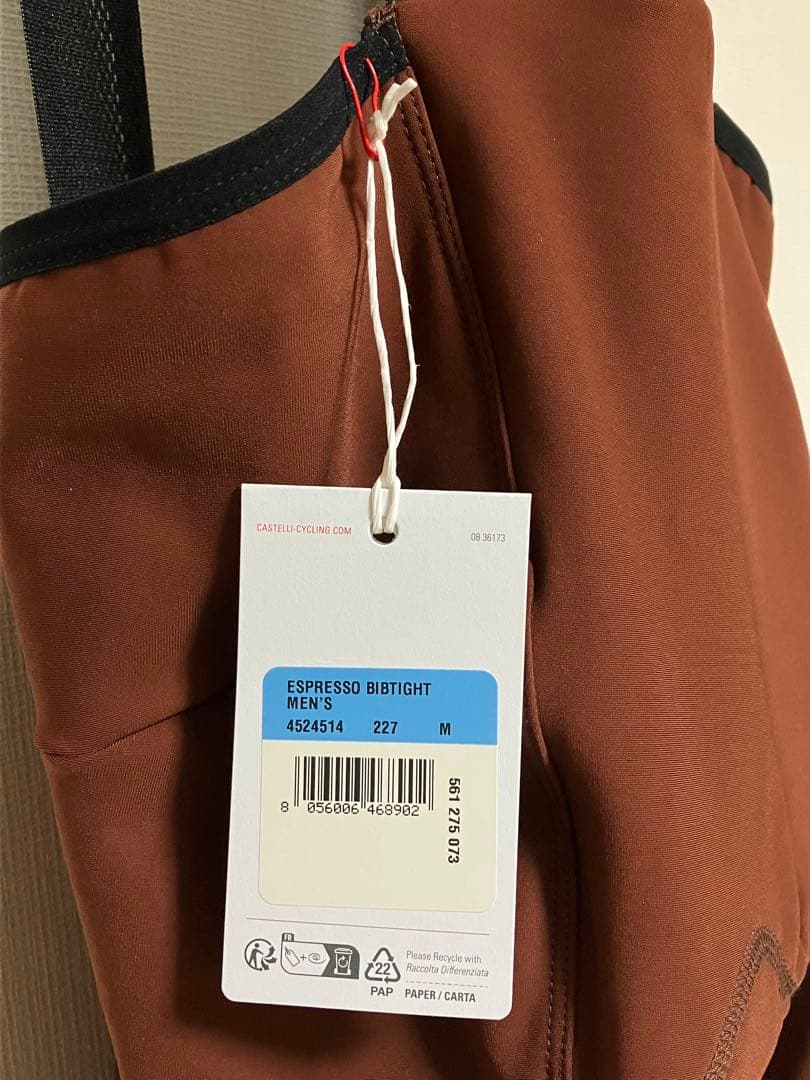 CASTELLI-CYCLING.COM
08 36173
ESPRESSO BIBTIGHT
MEN'S
4524514 227 M
8 056006 468902
561 275 073
FR
22
PAP
Please Recycle with
Raccolta Differenziata
PAPER / CARTA